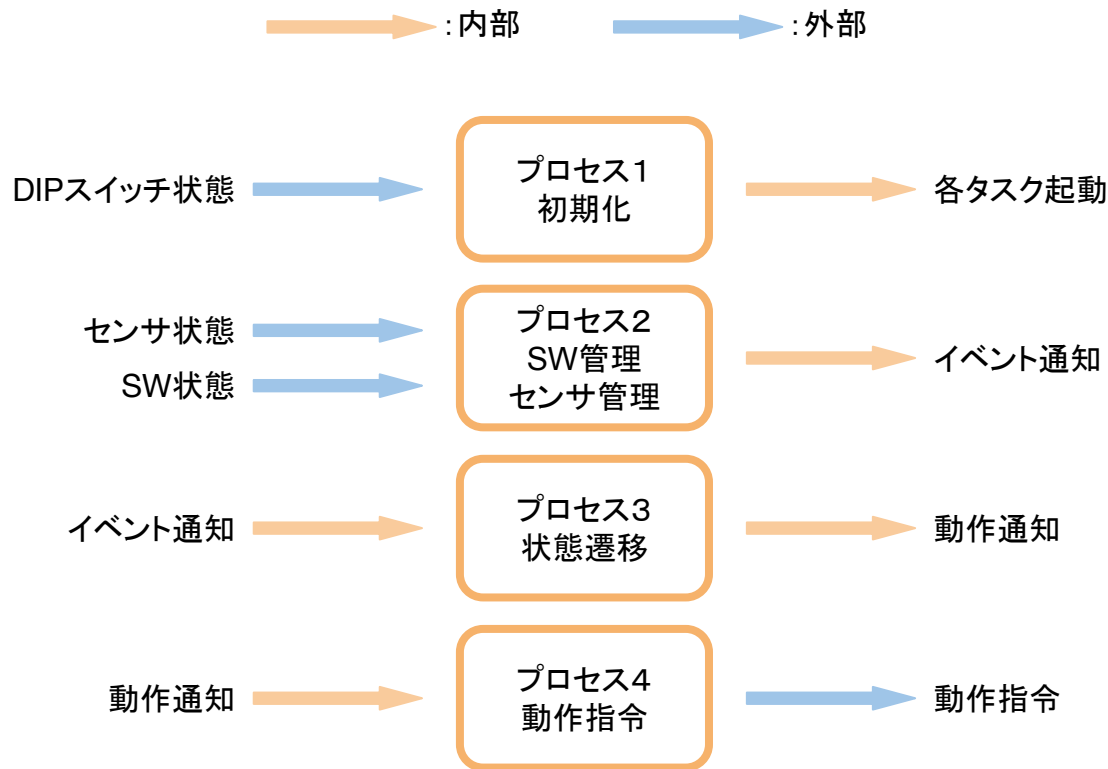 ：内部
：外部
DIPスイッチ状態
プロセス１
初期化
各タスク起動
センサ状態
SW状態
プロセス２
SW管理
センサ管理
イベント通知
イベント通知
プロセス３
状態遷移
動作通知
動作通知
プロセス４
動作指令
動作指令